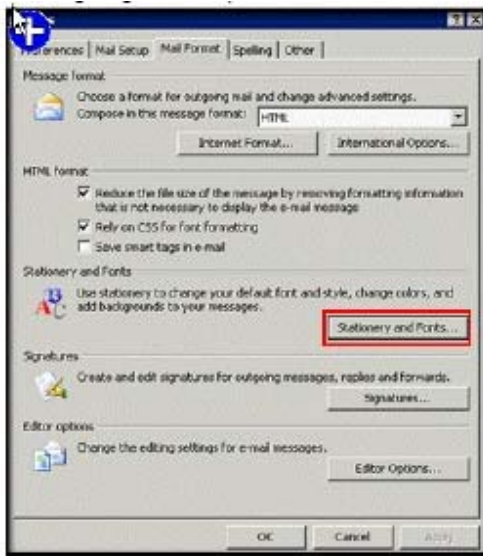 Preferences Mail Setup Mail Format Spelling Other
Message format
Choose a format for outgoing mail and change advanced settings.
Compose in this message format: HTML
Internet Format... International Options...
HTML format
Reduce the file size of the message by removing formatting information
that is not necessary to display the e-mail message
Rely on CSS for font formatting
Save smart tags in e-mail
Stationery and Fonts
Use stationery to change your default font and style, change colors, and
add backgrounds to your messages.
Stationery and Fonts...
Signatures
Create and edit signatures for outgoing messages, replies and forwards.
Signatures...
Editor options
Change the editing settings for e-mail messages.
Editor Options...
OK Cancel Apply